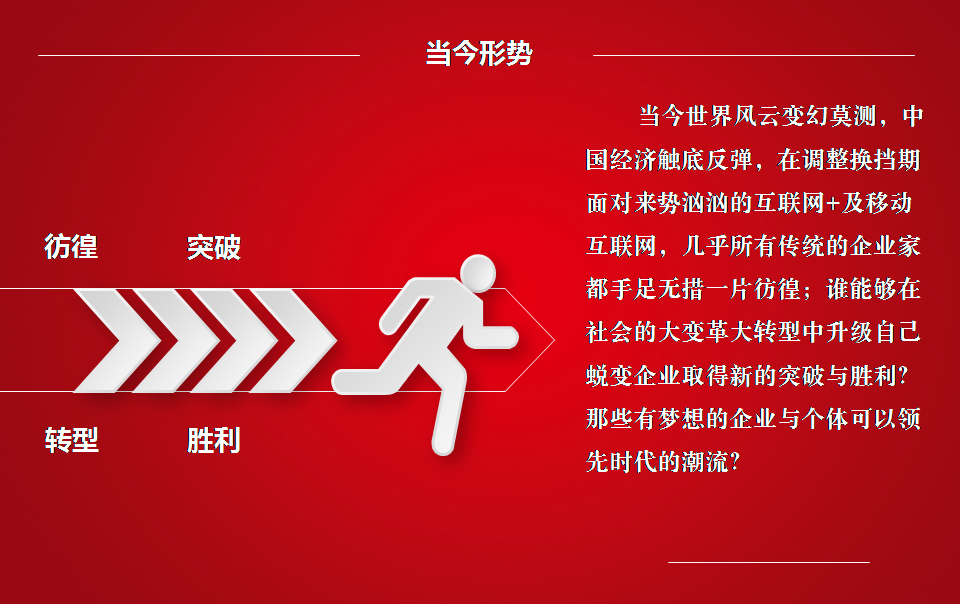 当今形势
当今世界风云变幻莫测，中
国经济触底反弹，在调整换挡期
面对来势汹汹的互联网+及移动
互联网，几乎所有传统的企业家
都手足无措一片彷徨；谁能够在
社会的大变革大转型中升级自己
蜕变企业取得新的突破与胜利？
那些有梦想的企业与个体可以领
先时代的潮流？
彷徨 突破
转型 胜利